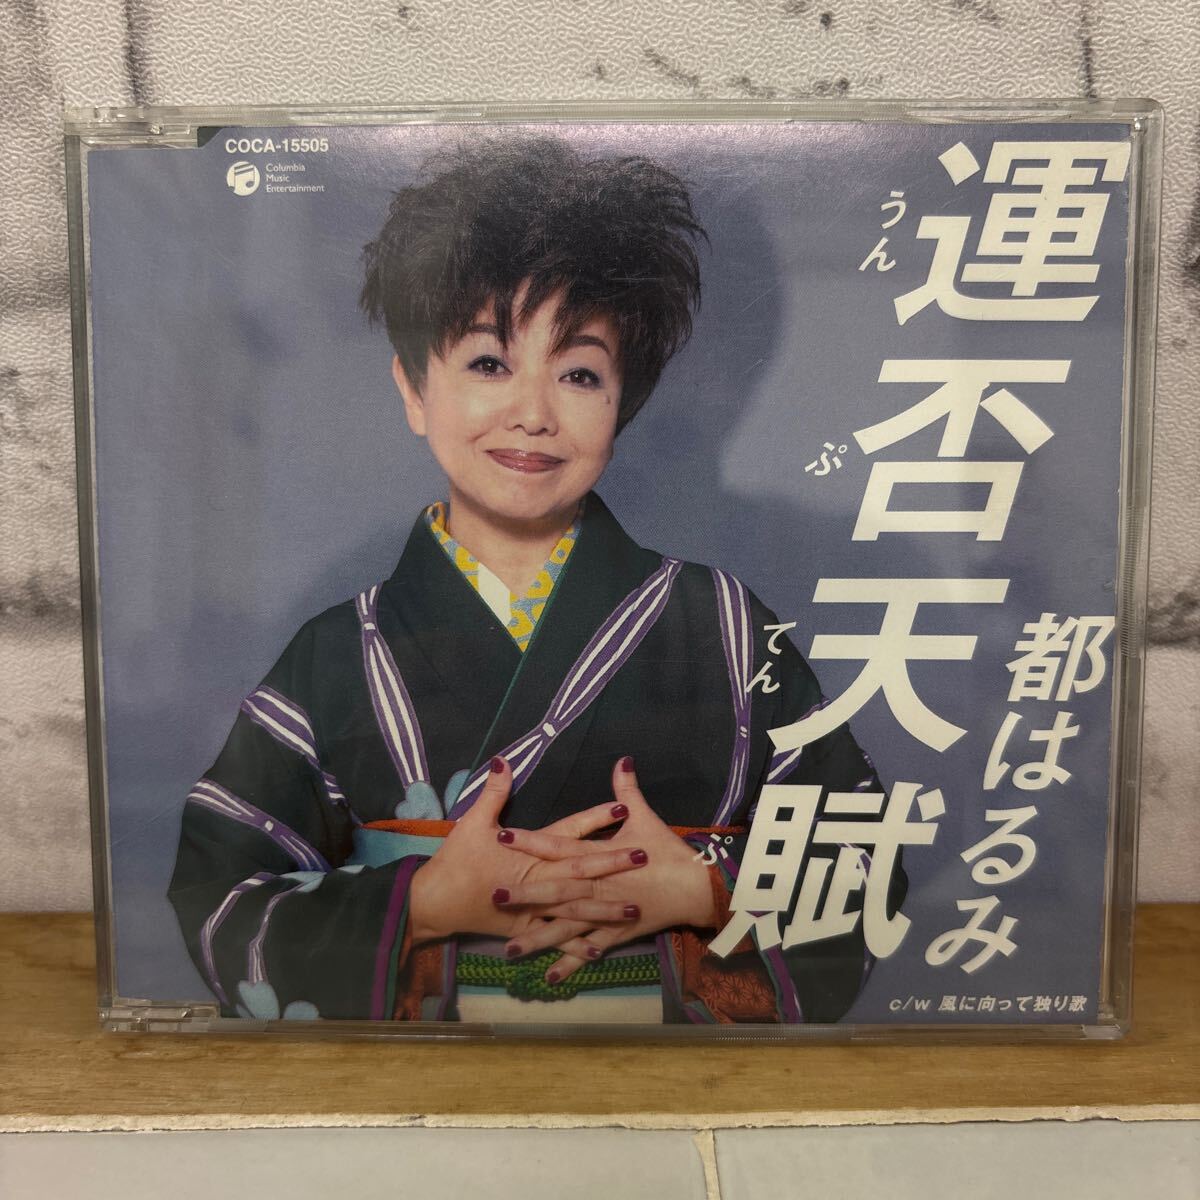 COCA-15505
Columbia
Music
Entertainment
運否天賦
うんぷてんぷ
都はるみ
c/w 風に向って独り歌